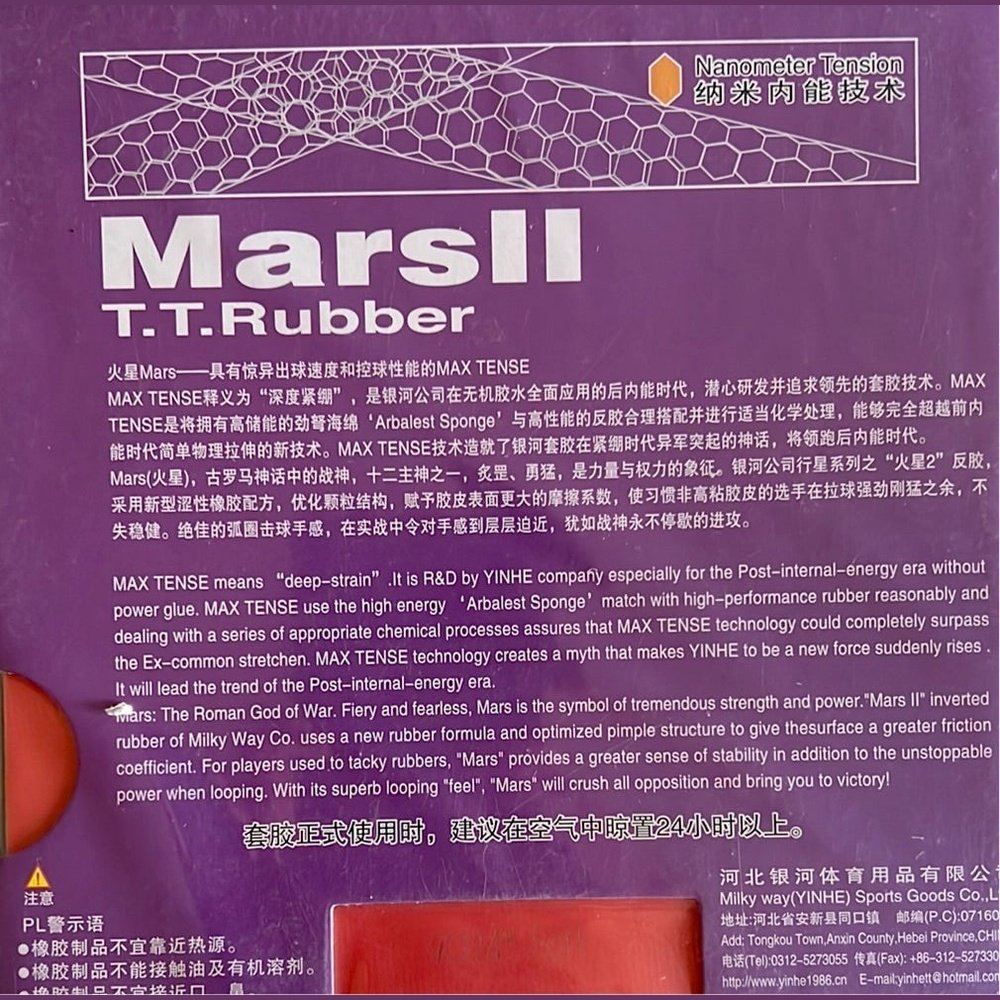 Nanometer Tension
纳米内能技术
MarsII
T.T.Rubber
火星Mars——具有惊异出球速度和控球性能的MAX TENSE
MAX TENSE释义为“深度紧绷”，是银河公司在无机胶水全面应用的后内能时代，潜心研发并追求领先的套胶技术。MAX
TENSE是将拥有高储能的劲弩海绵‘Arbalest Sponge’与高性能的反胶合理搭配并进行适当化学处理，能够完全超越前内
能时代简单物理拉伸的新技术。MAX TENSE技术造就了银河套胶在紧绷时代异军突起的神话，将领跑后内能时代。
Mars(火星)，古罗马神话中的战神，十二主神之一，炙罡、勇猛，是力量与权力的象征。银河公司行星系列之“火星2”反胶，
采用新型涩性橡胶配方，优化颗粒结构，赋予胶皮表面更大的摩擦系数，使习惯非高粘胶皮的选手在拉球强劲刚猛之余，不
失稳健。绝佳的弧圈击球手感，在实战中令对手感到层层迫近，犹如战神永不停歇的进攻。
MAX TENSE means “deep-strain” .It is R&D by YINHE company especially for the Post-internal-energy era without
power glue. MAX TENSE use the high energy ‘Arbalest Sponge’ match with high-performance rubber reasonably and
dealing with a series of appropriate chemical processes assures that MAX TENSE technology could completely surpass
the Ex-common stretchen. MAX TENSE technology creates a myth that makes YINHE to be a new force suddenly rises .
It will lead the trend of the Post-internal-energy era.
Mars: The Roman God of War. Fiery and fearless, Mars is the symbol of tremendous strength and power."Mars II" inverted
rubber of Milky Way Co. uses a new rubber formula and optimized pimple structure to give thesurface a greater friction
coefficient. For players used to tacky rubbers, "Mars" provides a greater sense of stability in addition to the unstoppable
power when looping. With its superb looping "feel", "Mars" will crush all opposition and bring you to victory!
套胶正式使用时，建议在空气中晾置24小时以上。
注意
PL警示语
●橡胶制品不宜靠近热源。
●橡胶制品不能接触油及有机溶剂。
●橡胶制品不宜接近口、鼻
河北银河体育用品有限公
Milky way(YINHE) Sports Goods Co.,L
地址:河北省安新县同口镇 邮编(P.C):07160
Add: Tongkou Town,Anxin County,Hebei Province,CHI
电话(Tel):0312-5273055 传真(Fax): +86-312-527330
http://www.yinhe1986.cn E-mail:yinhett@hotmail.com